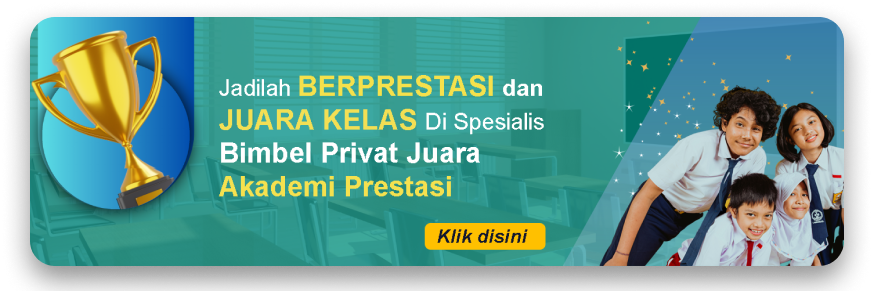 Jadilah BERPRESTASI dan
JUARA KELAS Di Spesialis
Bimbel Privat Juara
Akademi Prestasi
Klik disini